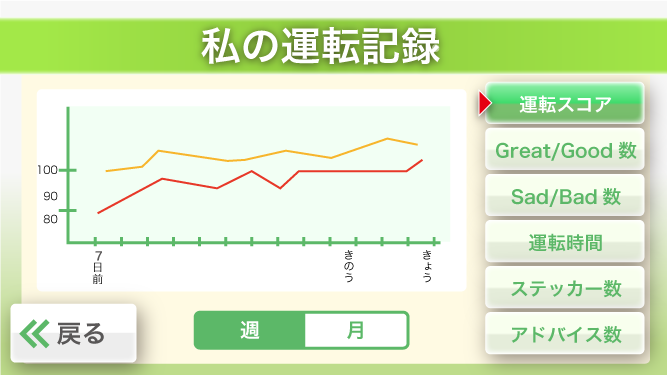 私の運転記録
100
90
80
7日前
きのう
きょう
週
月
戻る
運転スコア
Great/Good 数
Sad/Bad 数
運転時間
ステッカー数
アドバイス数